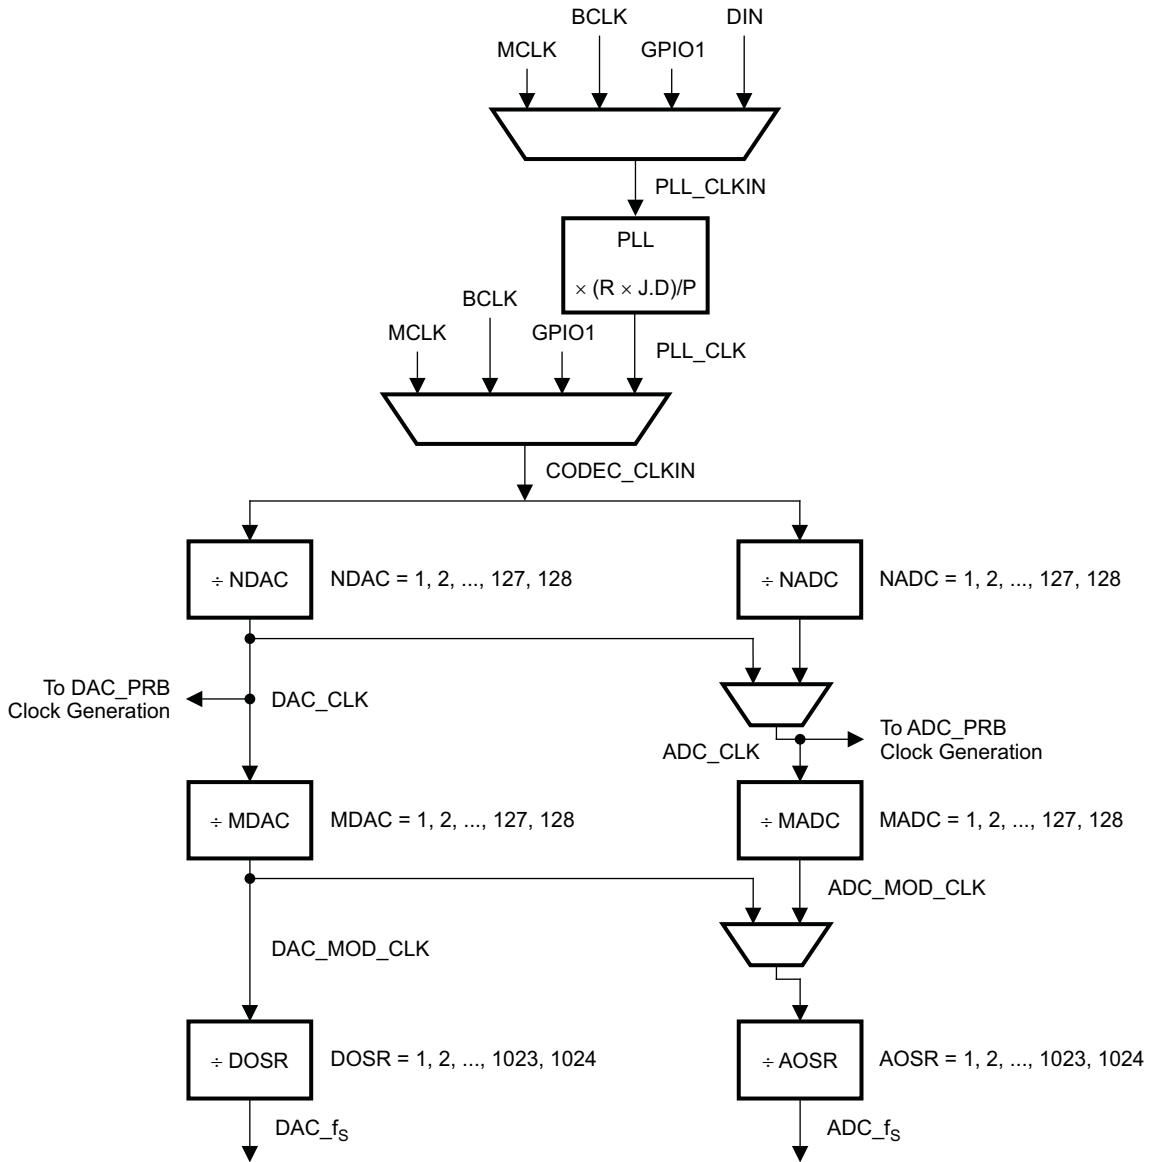 BCLK
DIN
MCLK
GPIO1
PLL_CLKIN
PLL
× (R × J.D)/P
BCLK
MCLK
GPIO1
PLL_CLK
CODEC_CLKIN
÷ NDAC
NDAC = 1, 2, ..., 127, 128
÷ NADC
NADC = 1, 2, ..., 127, 128
To DAC_PRB
Clock Generation
DAC_CLK
To ADC_PRB
Clock Generation
ADC_CLK
÷ MDAC
MDAC = 1, 2, ..., 127, 128
÷ MADC
MADC = 1, 2, ..., 127, 128
ADC_MOD_CLK
DAC_MOD_CLK
÷ DOSR
DOSR = 1, 2, ..., 1023, 1024
÷ AOSR
AOSR = 1, 2, ..., 1023, 1024
DAC_fS
ADC_fS